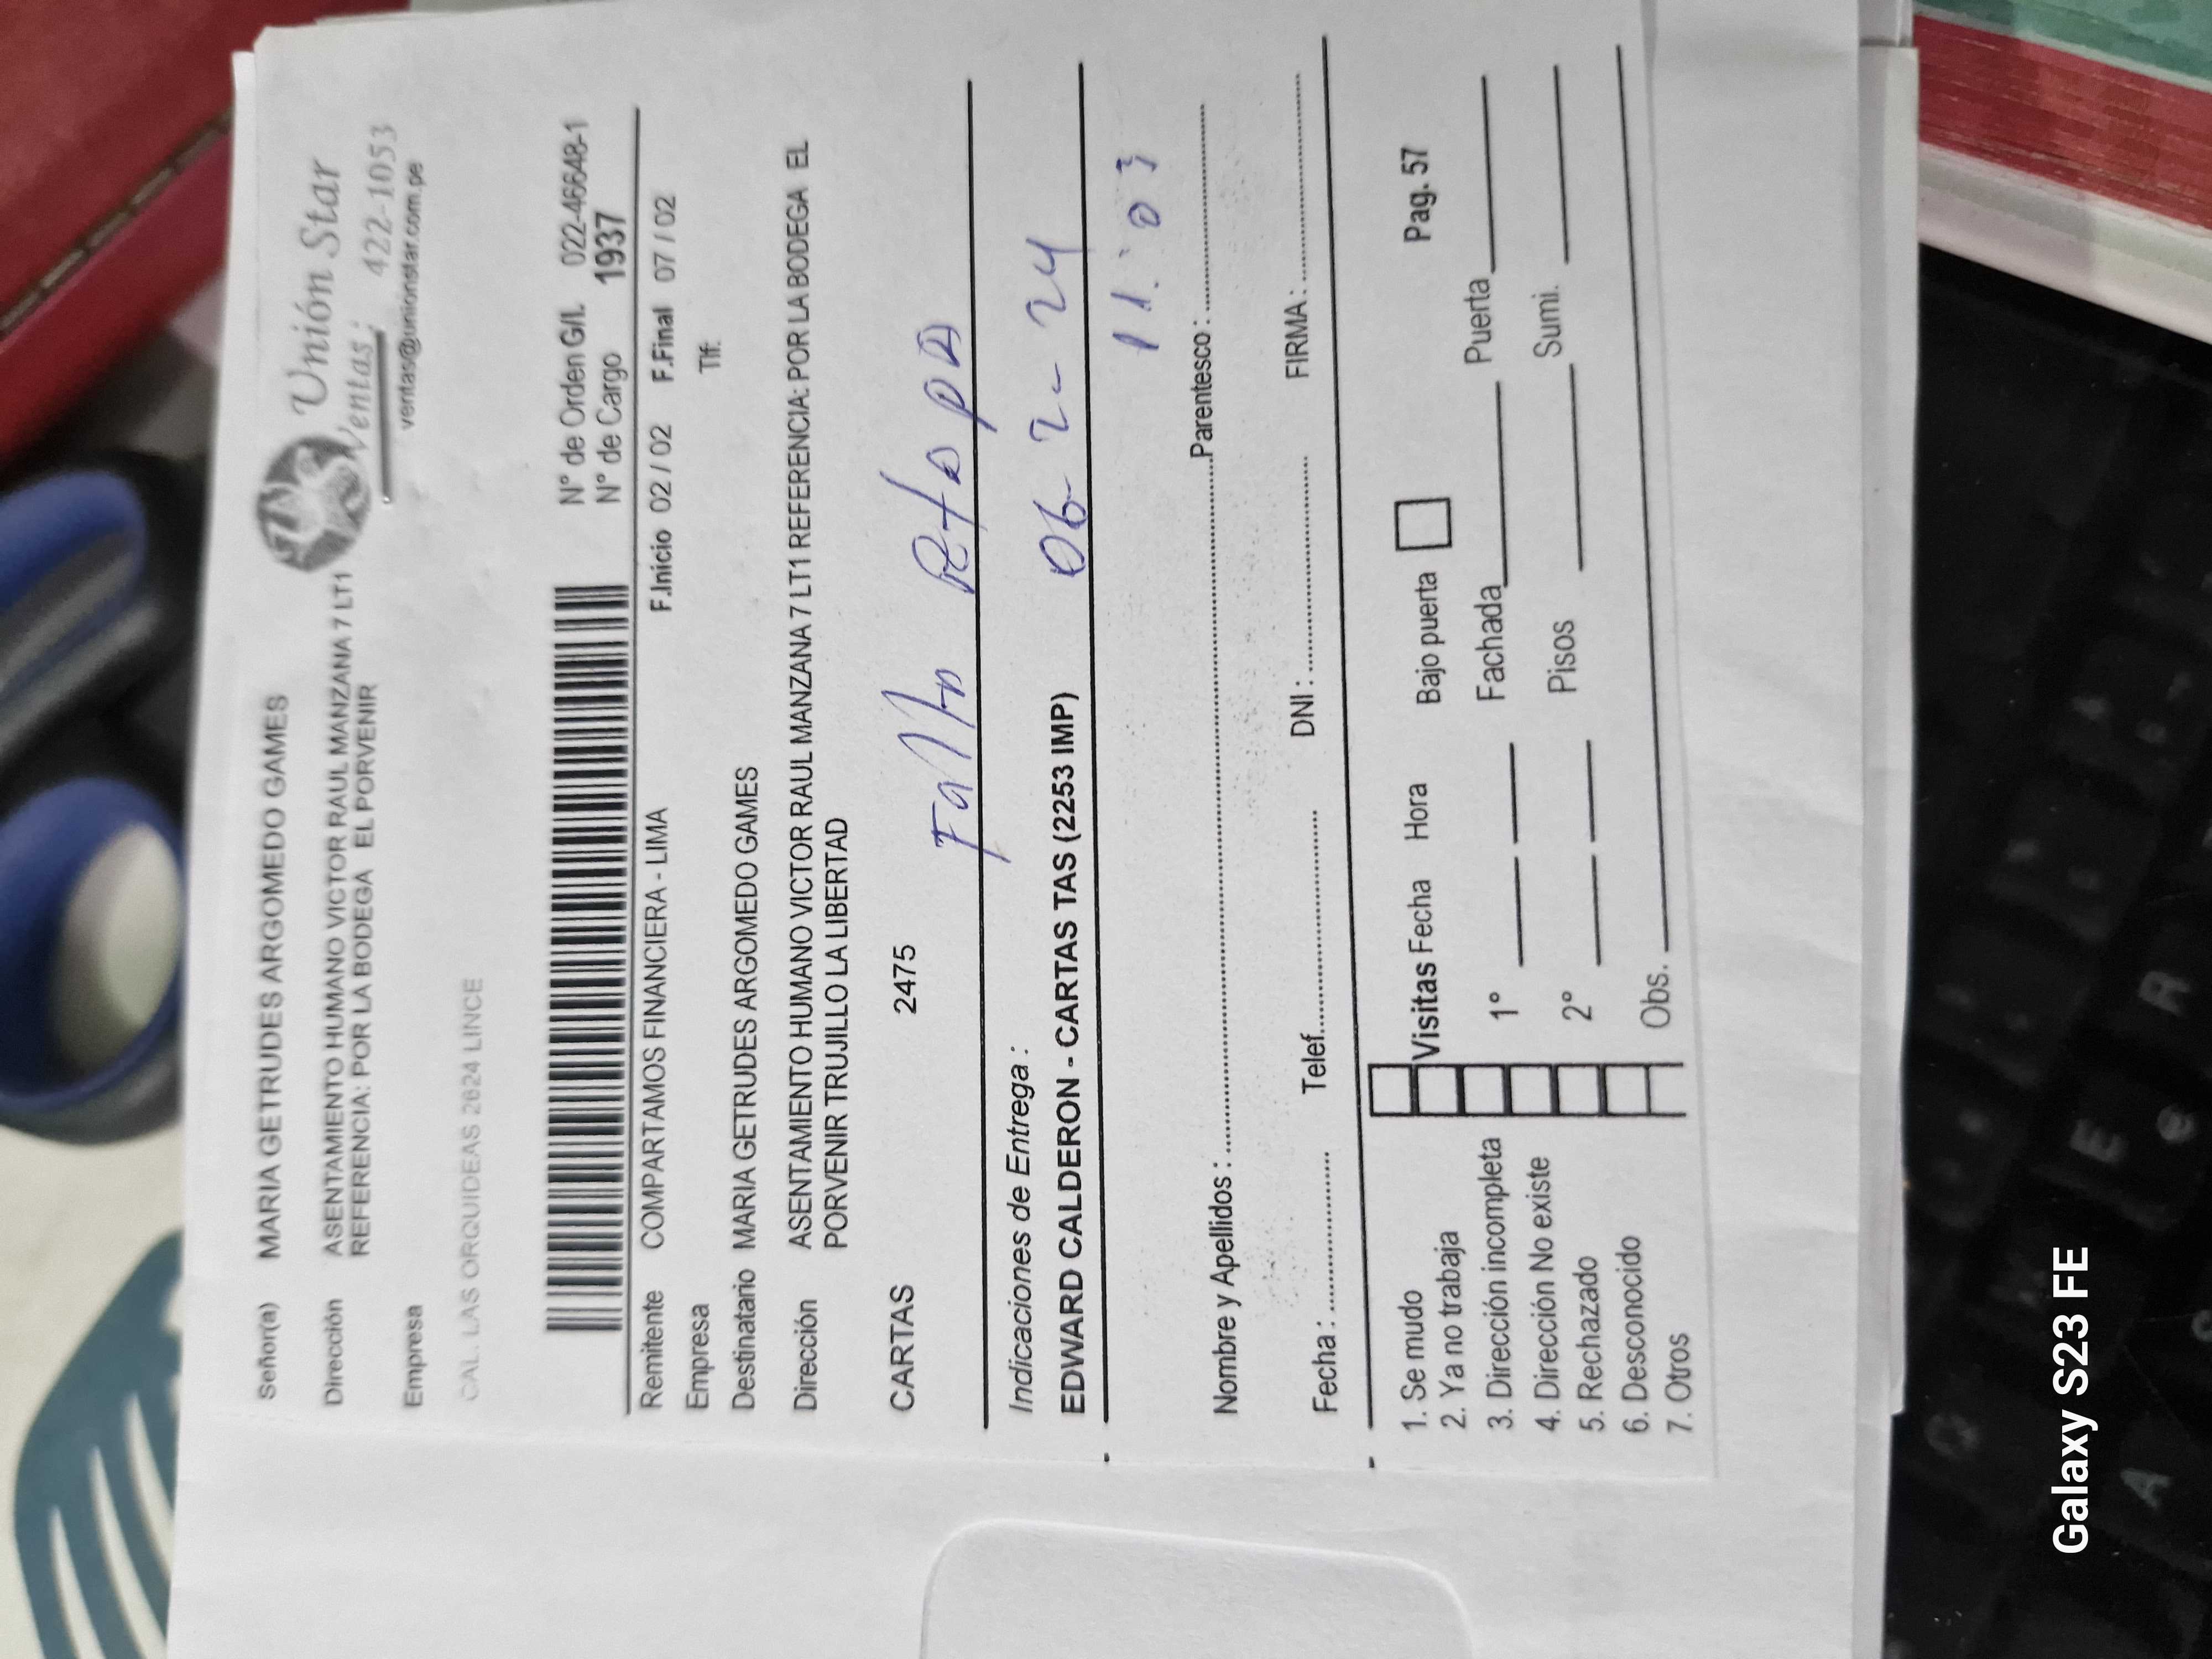 Señor(a) MARIA GETRUDES ARGOMEDO GAMES
Dirección ASENTAMIENTO HUMANO VICTOR RAUL MANZANA 7 LT1
REFERENCIA: POR LA BODEGA EL PORVENIR
Empresa
CAL. LAS ORQUIDEAS 2624 LINCE
Unión Star
Ventas: 422-1053
ventas@unionstar.com.pe
N° de Orden G/L 022-46648-1
N° de Cargo 1937
Remitente COMPARTAMOS FINANCIERA - LIMA F.Inicio 02 / 02 F.Final 07 / 02
Empresa Tlf.
Destinatario MARIA GETRUDES ARGOMEDO GAMES
Dirección ASENTAMIENTO HUMANO VICTOR RAUL MANZANA 7 LT1 REFERENCIA: POR LA BODEGA EL
PORVENIR TRUJILLO LA LIBERTAD
CARTAS 2475
Falta
Indicaciones de Entrega :
EDWARD CALDERON - CARTAS TAS (2253 IMP) 06-2-24
11:03
Nombre y Apellidos : Parentesco :
Fecha : Telef. DNI : FIRMA :
1. Se mudo
2. Ya no trabaja
3. Dirección incompleta
4. Dirección No existe
5. Rechazado
6. Desconocido
7. Otros
Visitas Fecha Hora Bajo puerta Pag. 57
1° Fachada Puerta
2° Pisos Sumi.
Obs.
Galaxy S23 FE